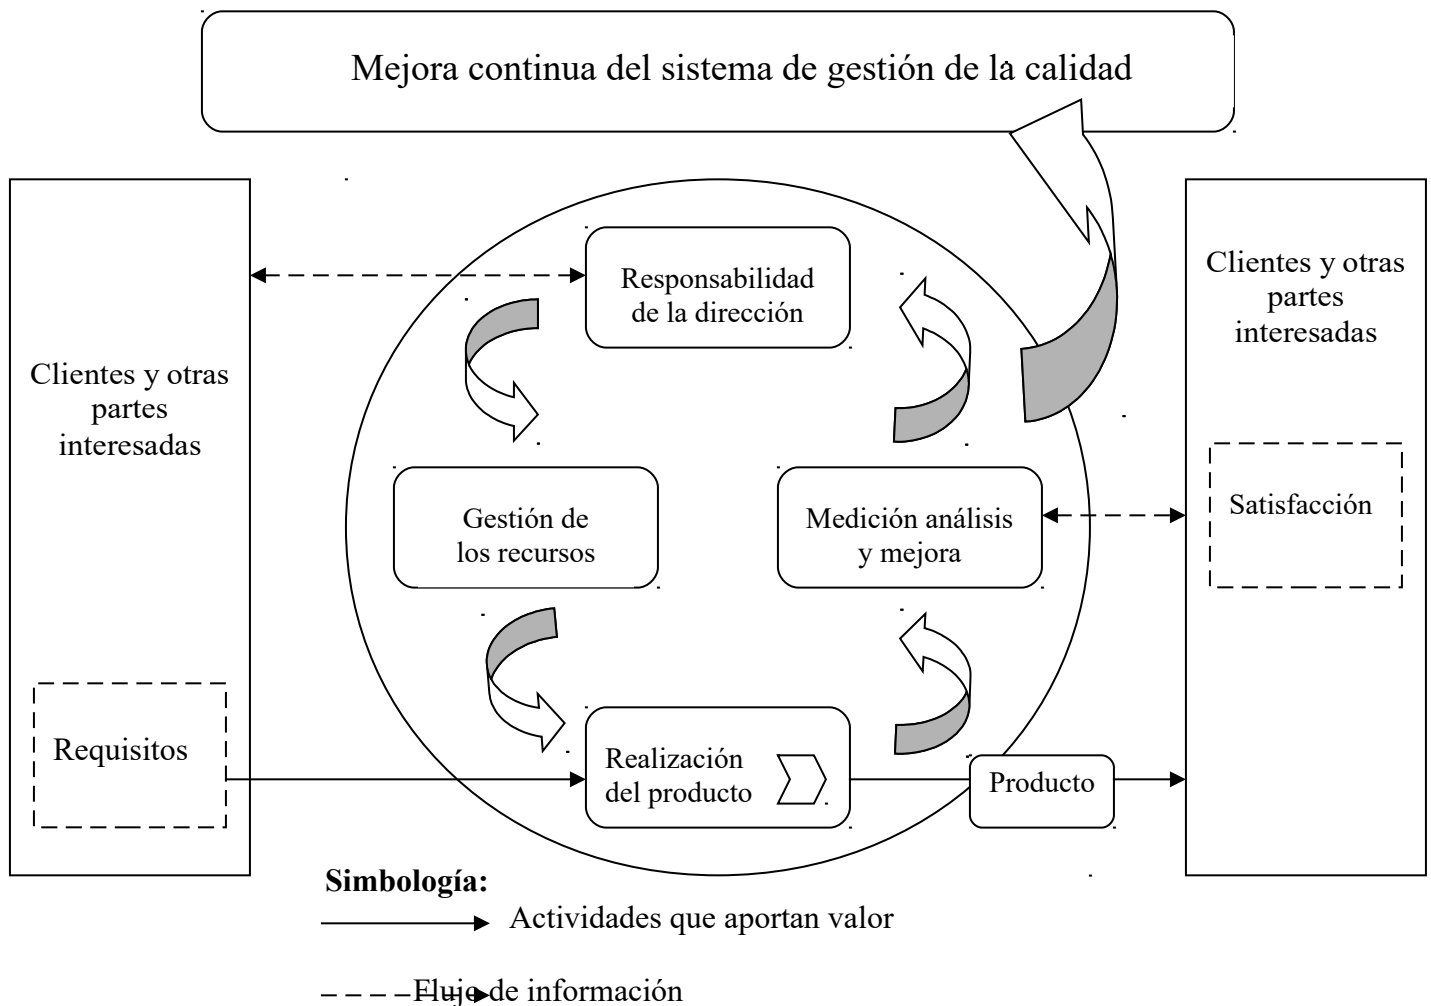 Mejora continua del sistema de gestión de la calidad
Clientes y otras
partes
interesadas
Requisitos
Responsabilidad
de la dirección
Gestión de
los recursos
Medición análisis
y mejora
Realización
del producto
Producto
Clientes y otras
partes
interesadas
Satisfacción
Simbología:
Actividades que aportan valor
Flujo de información